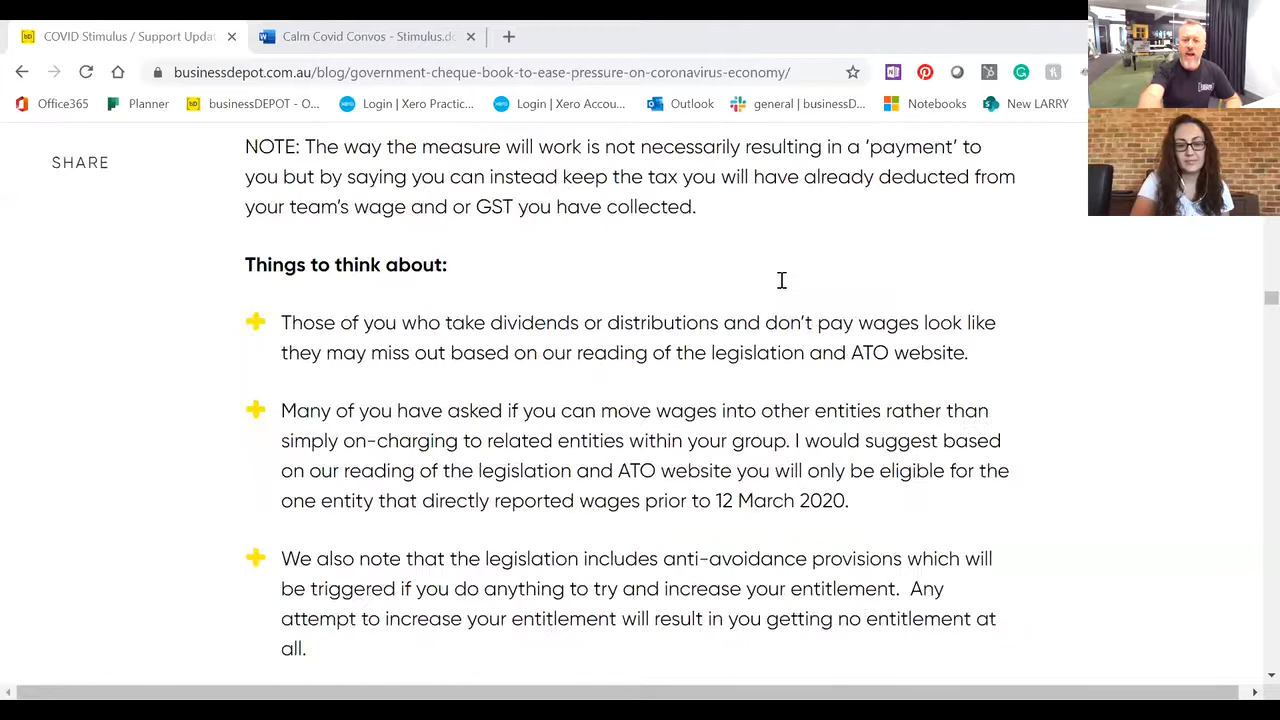 COVID Stimulus / Support Updat
Calm Covid Convos - Stimulus.do
businessdepot.com.au/blog/government-cheque-book-to-ease-pressure-on-coronavirus-economy/
Office365
Planner
businessDEPOT - O...
Login | Xero Practic...
Login | Xero Accou...
Outlook
general | businessD...
Notebooks
New LARRY
SHARE
NOTE: The way the measure will work is not necessarily resulting in a ‘payment’ to
you but by saying you can instead keep the tax you will have already deducted from
your team’s wage and or GST you have collected.
Things to think about:
Those of you who take dividends or distributions and don’t pay wages look like
they may miss out based on our reading of the legislation and ATO website.
Many of you have asked if you can move wages into other entities rather than
simply on-charging to related entities within your group. I would suggest based
on our reading of the legislation and ATO website you will only be eligible for the
one entity that directly reported wages prior to 12 March 2020.
We also note that the legislation includes anti-avoidance provisions which will
be triggered if you do anything to try and increase your entitlement.  Any
attempt to increase your entitlement will result in you getting no entitlement at
all.